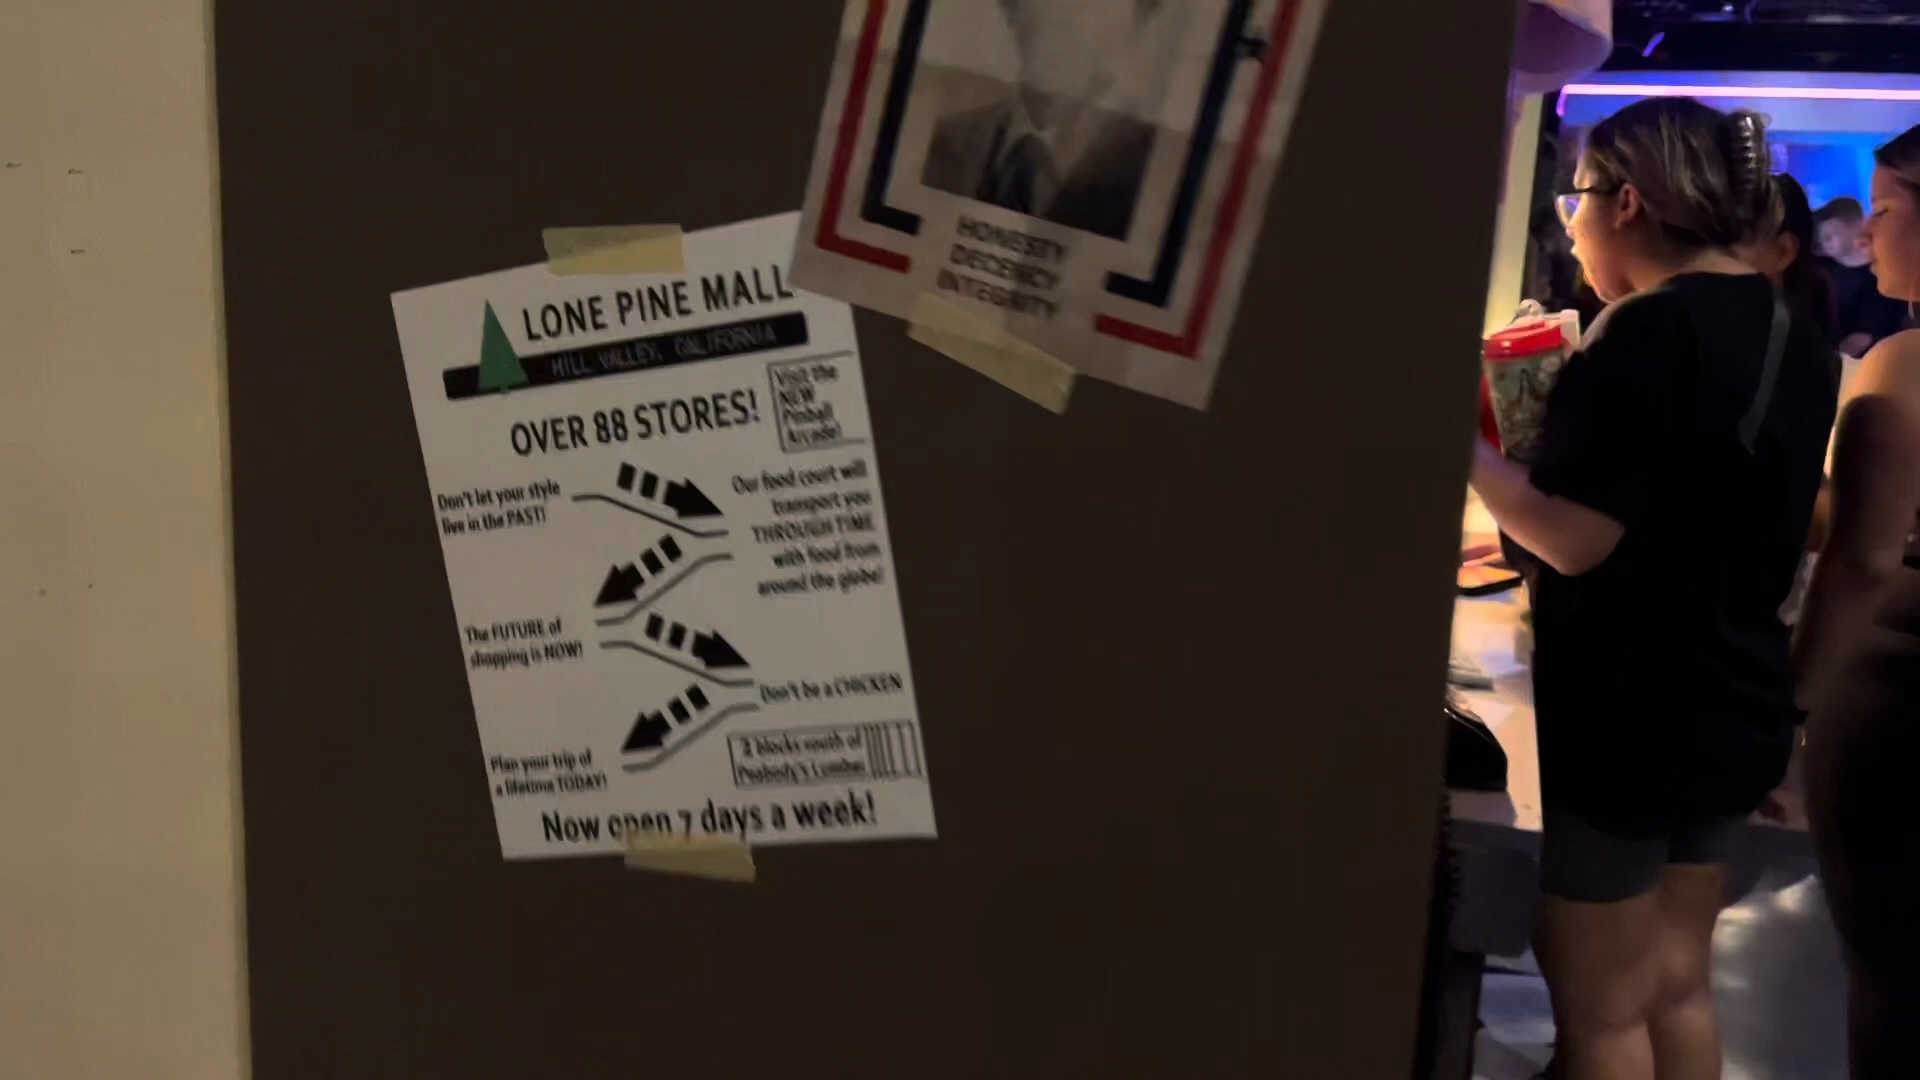 HONESTY
DECENCY
INTEGRITY
LONE PINE MALL
HILL VALLEY, CALIFORNIA
OVER 88 STORES!
Visit the
NEW
Pinball
Arcade!
Don't let your style
live in the PAST!
Our food court will
transport you
THROUGH TIME
with food from
around the globe!
The FUTURE of
shopping is NOW!
Don't be a CHICKEN
Plan your trip of
a lifetime TODAY!
2 blocks south of
Peabody's Lumber
Now open 7 days a week!